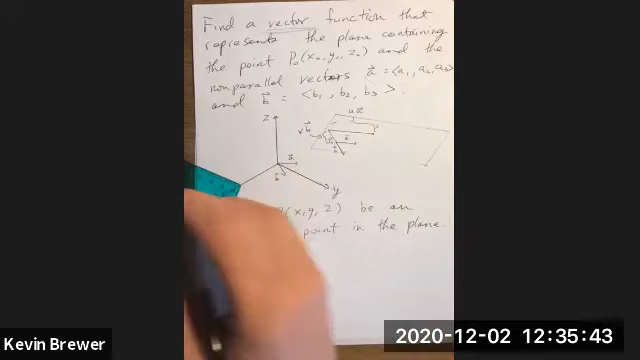 Find a vector function that
represents the plane containing
the point P₀(x₀, y₀, z₀) and the
nonparallel vectors a⃗ = <a₁, a₂, a₃>
and b⃗ = <b₁, b₂, b₃>.
z
a⃗
b⃗
y
u a⃗
v b⃗
a⃗
(x, y, z) be an
point in the plane.
Kevin Brewer
2020-12-02 12:35:43